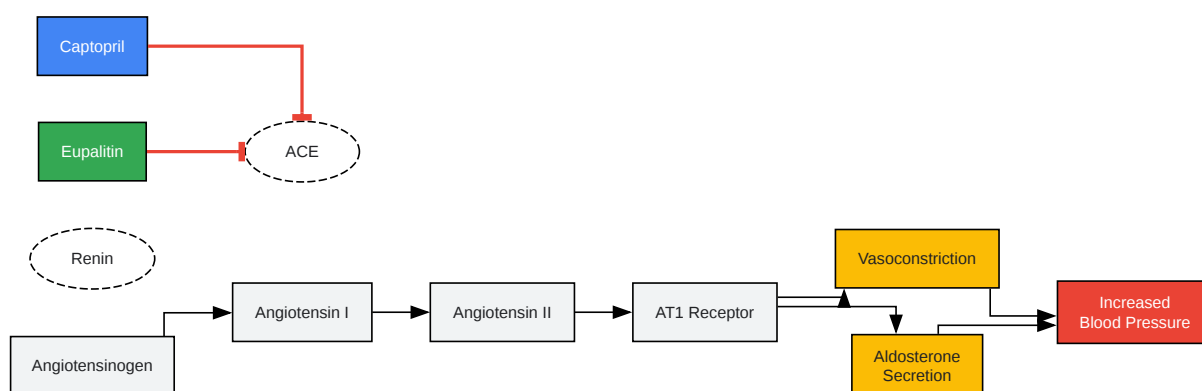 Captopril
Eupalitin
ACE
Renin
Vasoconstriction
Angiotensin I
Angiotensin II
AT1 Receptor
Increased
Blood Pressure
Angiotensinogen
Aldosterone
Secretion